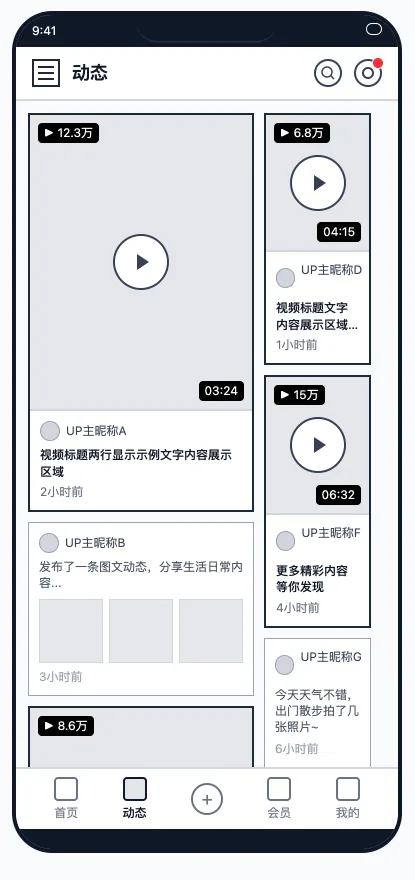 9:41
动态
12.3万
03:24
UP主昵称A
视频标题两行显示示例文字内容展示
区域
2小时前
UP主昵称B
发布了一条图文动态，分享生活日常内
容...
3小时前
8.6万
6.8万
04:15
UP主昵称D
视频标题文字
内容展示区域...
1小时前
15万
06:32
UP主昵称F
更多精彩内容
等你发现
4小时前
UP主昵称G
今天天气不错，
出门散步拍了几
张照片~
6小时前
首页
动态
会员
我的